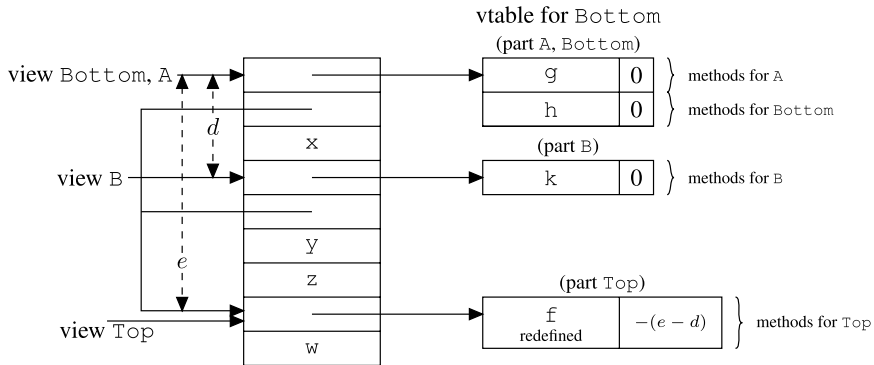 vtable for Bottom
(part A, Bottom)
view Bottom, A
g 0 methods for A
h 0 methods for Bottom
d
x
(part B)
view B
k 0 methods for B
y
e
z
(part Top)
view Top
f −(e − d) methods for Top
redefined
w